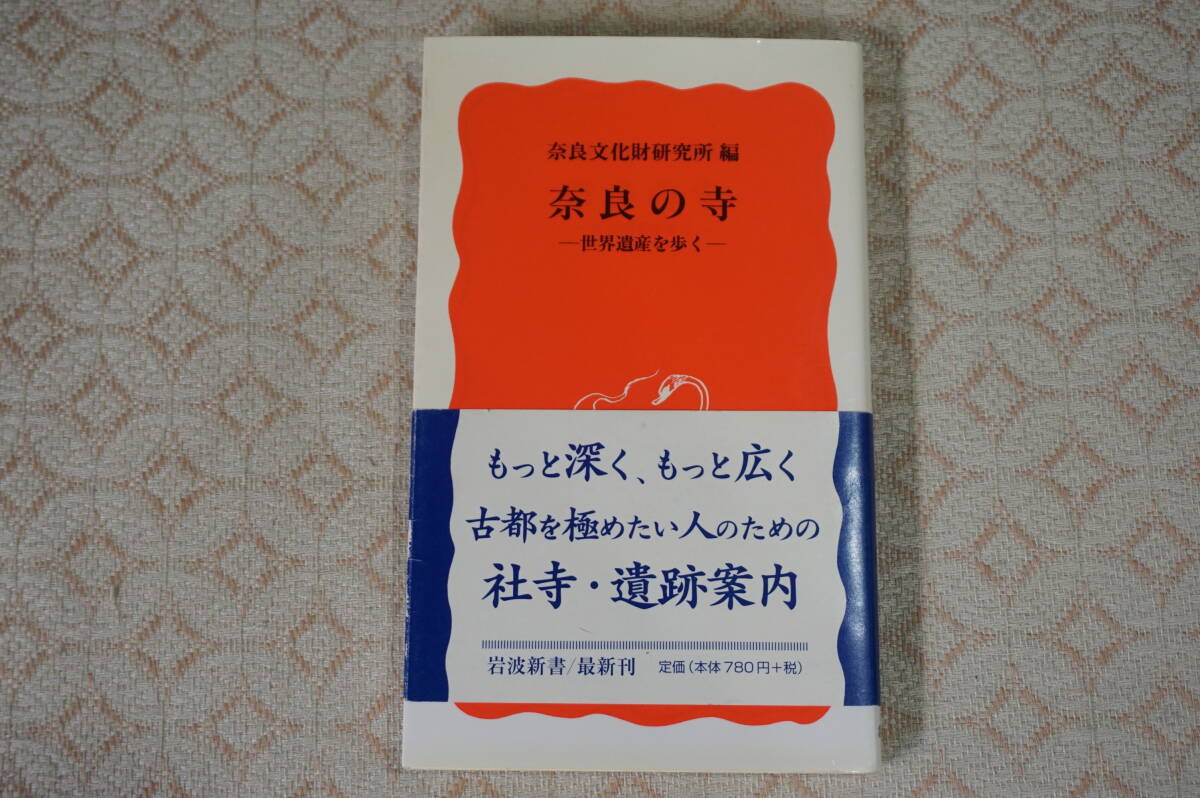 奈良文化財研究所 編
奈良の寺
―世界遺産を歩く―
もっと深く、もっと広く
古都を極めたい人のための
社寺・遺跡案内
岩波新書/最新刊 定価(本体780円+税)